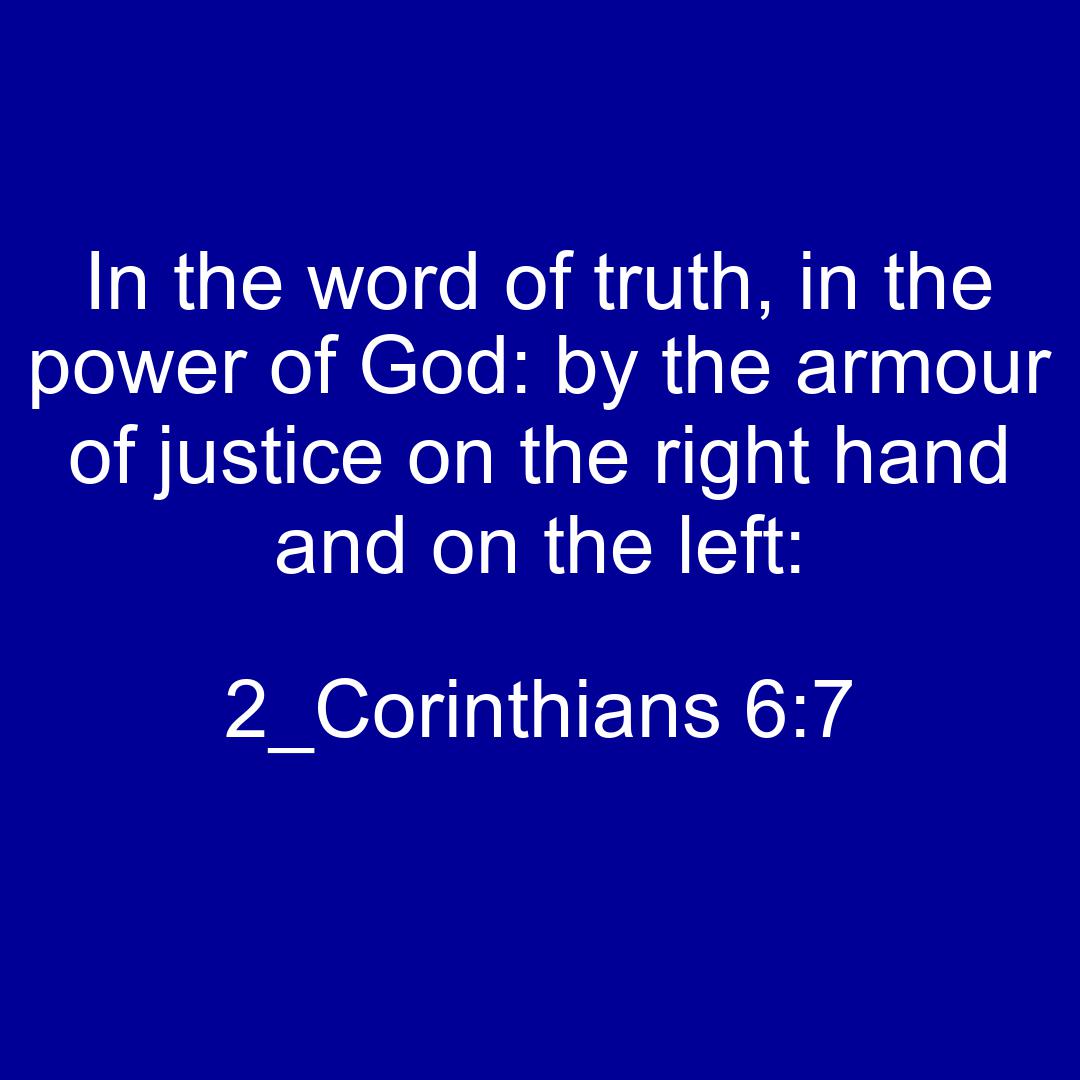 In the word of truth, in the
power of God: by the armour
of justice on the right hand
and on the left:
2_Corinthians 6:7